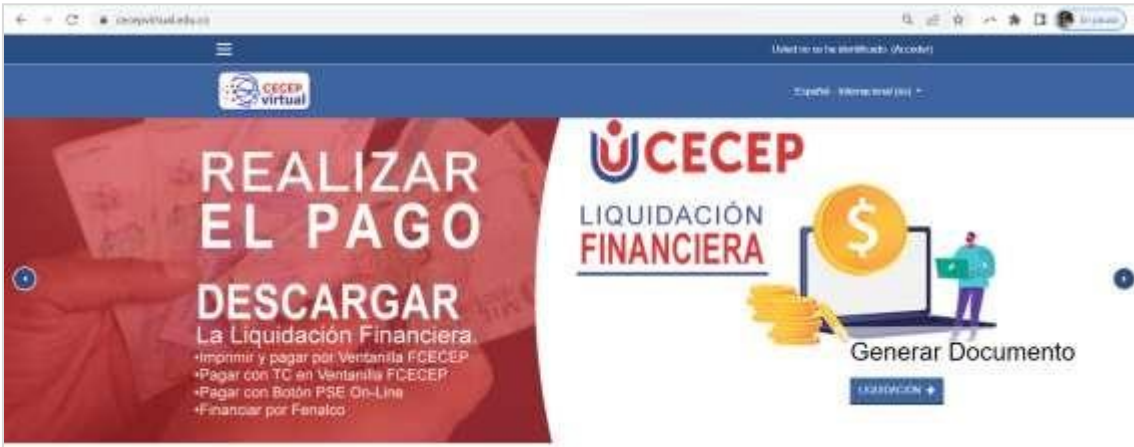 cecepvirtual.edu.co
Usted no se ha identificado. (Acceder)
CECEP
virtual
Español - Internacional (es)
REALIZAR
EL PAGO
DESCARGAR
La Liquidación Financiera.
•Imprimir y pagar por Ventanilla FCECEP
•Pagar con TC en Ventanilla FCECEP
•Pagar con Botón PSE On-Line
•Financiar por Fenalco
UCECEP
LIQUIDACIÓN
FINANCIERA
$
Generar Documento
LIQUIDACIÓN